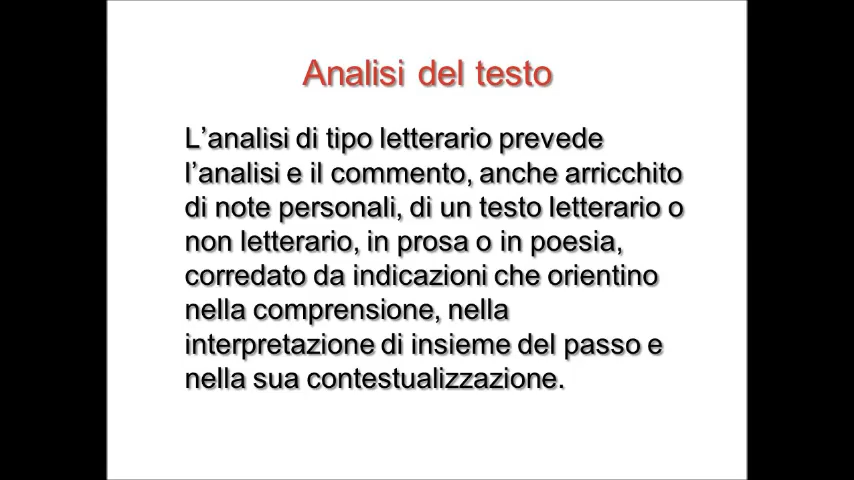 Analisi del testo
L’analisi di tipo letterario prevede
l’analisi e il commento, anche arricchito
di note personali, di un testo letterario o
non letterario, in prosa o in poesia,
corredato da indicazioni che orientino
nella comprensione, nella
interpretazione di insieme del passo e
nella sua contestualizzazione.